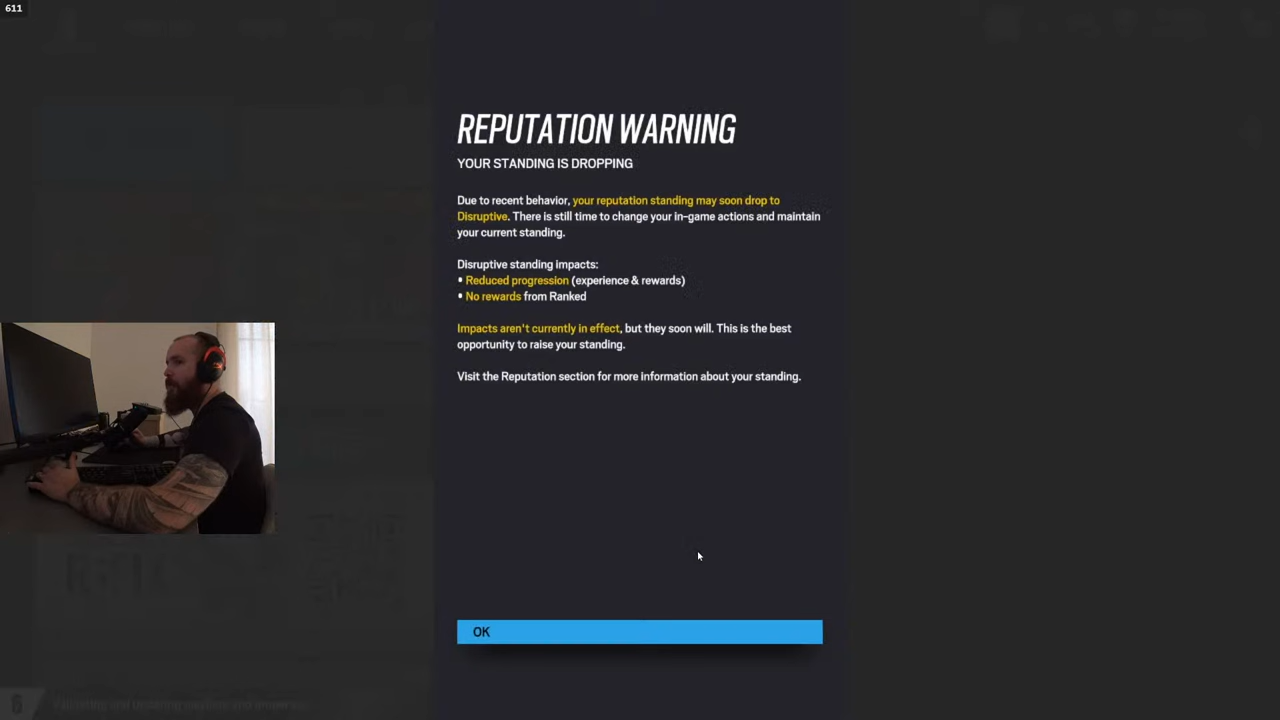 611
REPUTATION WARNING
YOUR STANDING IS DROPPING
Due to recent behavior, your reputation standing may soon drop to
Disruptive. There is still time to change your in-game actions and maintain
your current standing.
Disruptive standing impacts:
• Reduced progression (experience & rewards)
• No rewards from Ranked
Impacts aren't currently in effect, but they soon will. This is the best
opportunity to raise your standing.
Visit the Reputation section for more information about your standing.
OK